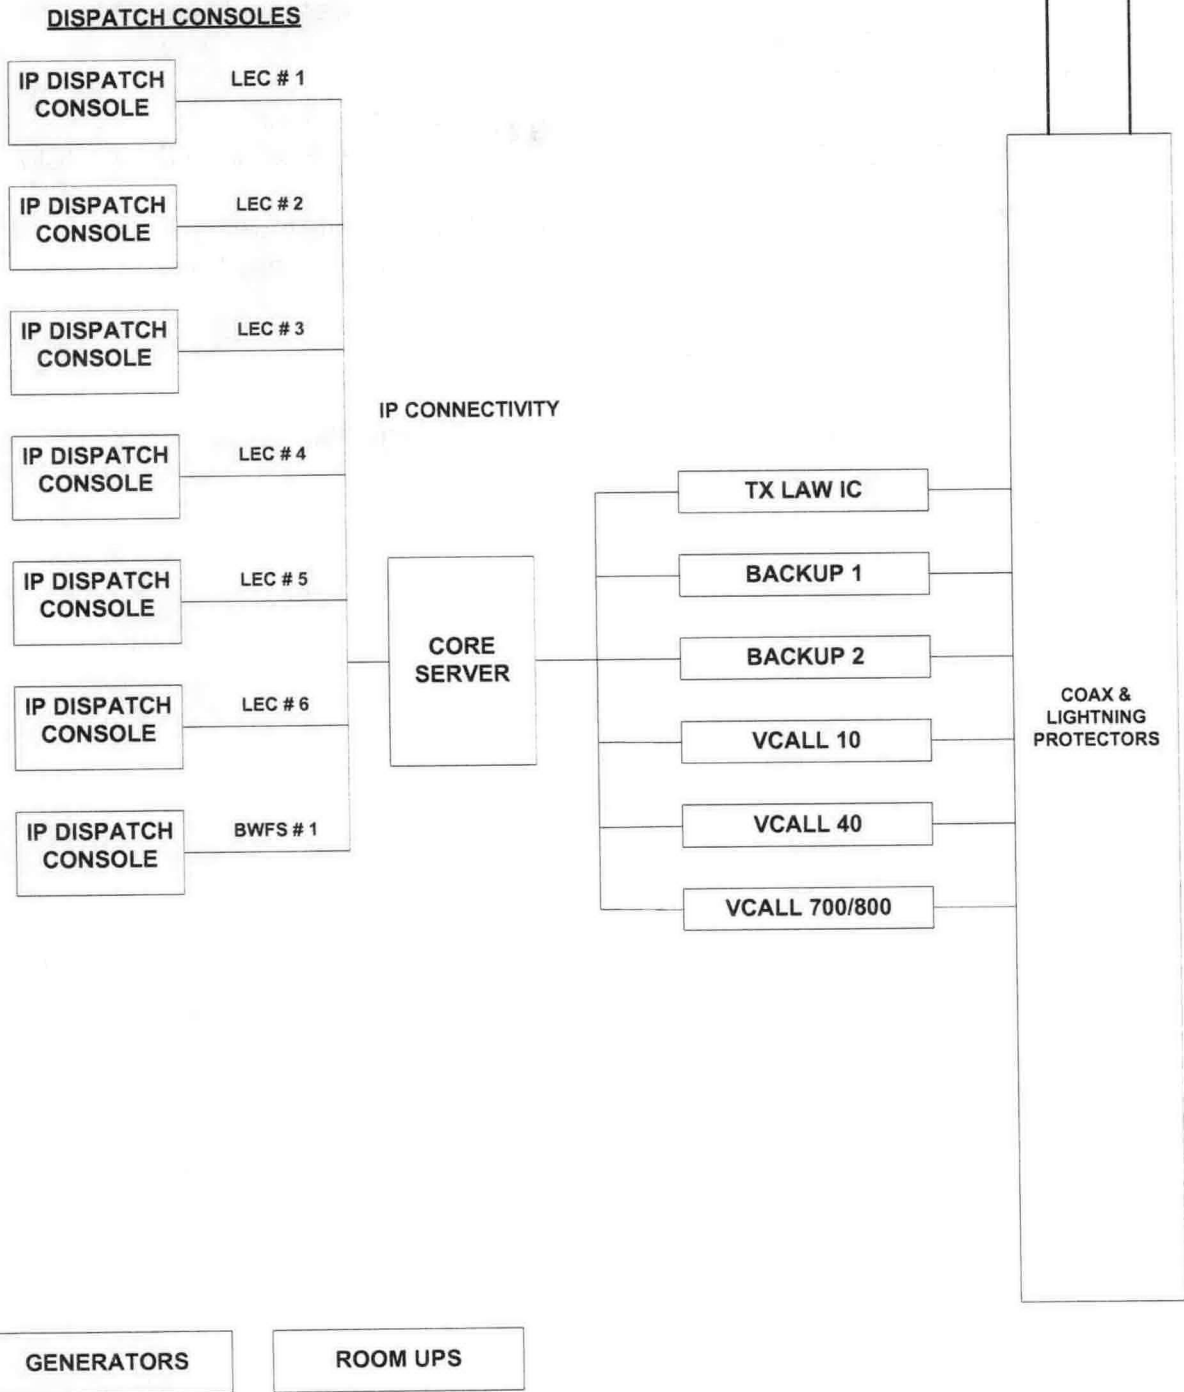 DISPATCH CONSOLES
IP DISPATCH
CONSOLE
LEC # 1
IP DISPATCH
CONSOLE
LEC # 2
IP DISPATCH
CONSOLE
LEC # 3
IP DISPATCH
CONSOLE
LEC # 4
IP DISPATCH
CONSOLE
LEC # 5
IP DISPATCH
CONSOLE
LEC # 6
IP DISPATCH
CONSOLE
BWFS # 1
IP CONNECTIVITY
CORE
SERVER
TX LAW IC
BACKUP 1
BACKUP 2
VCALL 10
VCALL 40
VCALL 700/800
COAX &
LIGHTNING
PROTECTORS
GENERATORS
ROOM UPS